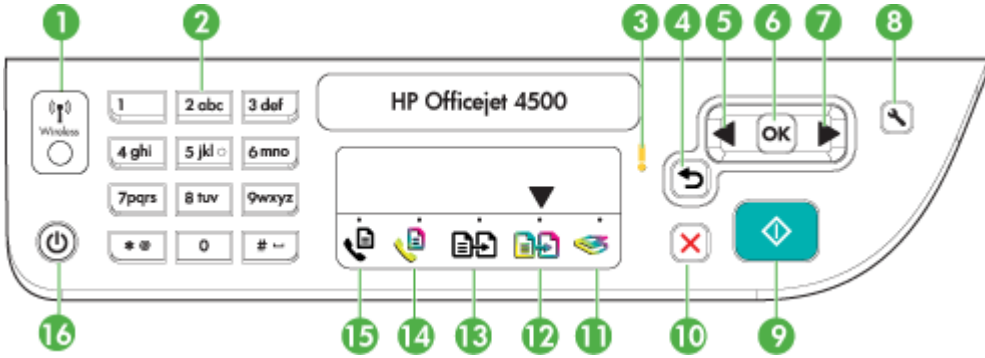 1 2 3 4 5 6 7 8
HP Officejet 4500
Wireless
1 2 abc 3 def
OK
4 ghi 5 jkl 6 mno
7pqrs 8 tuv 9wxyz
* @ 0 #
16 15 14 13 12 11 10 9